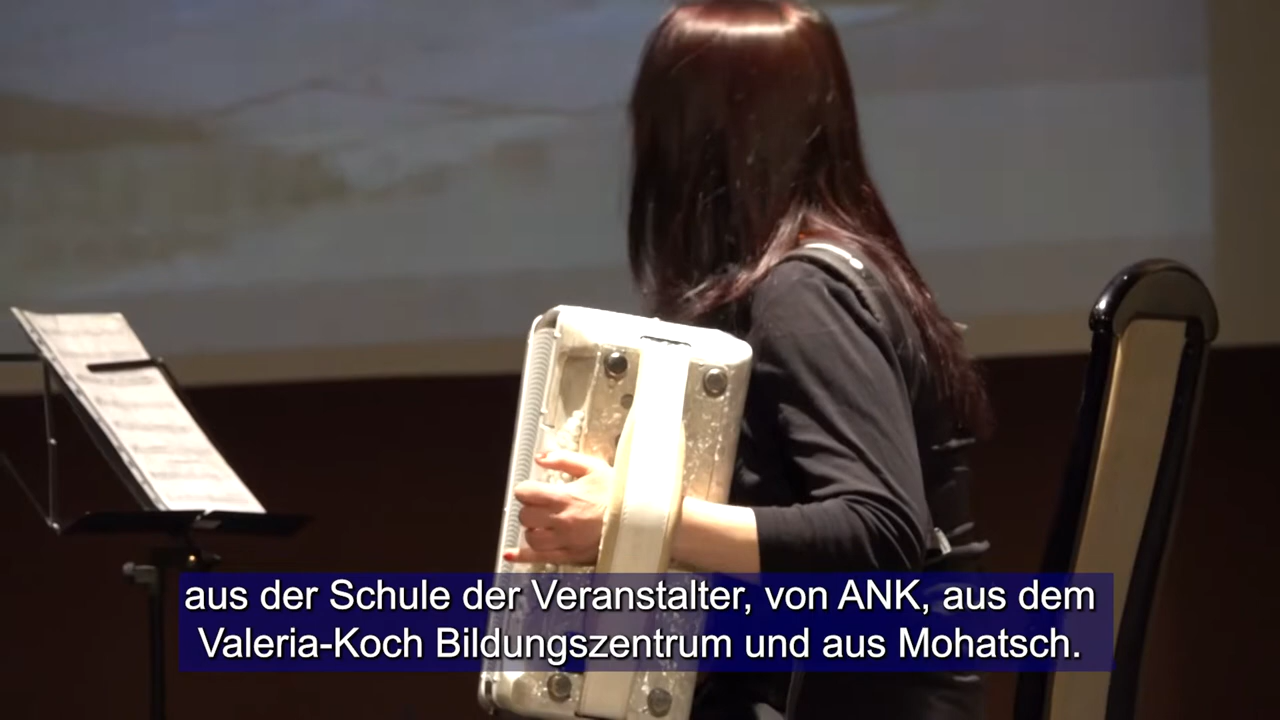 aus der Schule der Veranstalter, von ANK, aus dem
Valeria-Koch Bildungszentrum und aus Mohatsch.